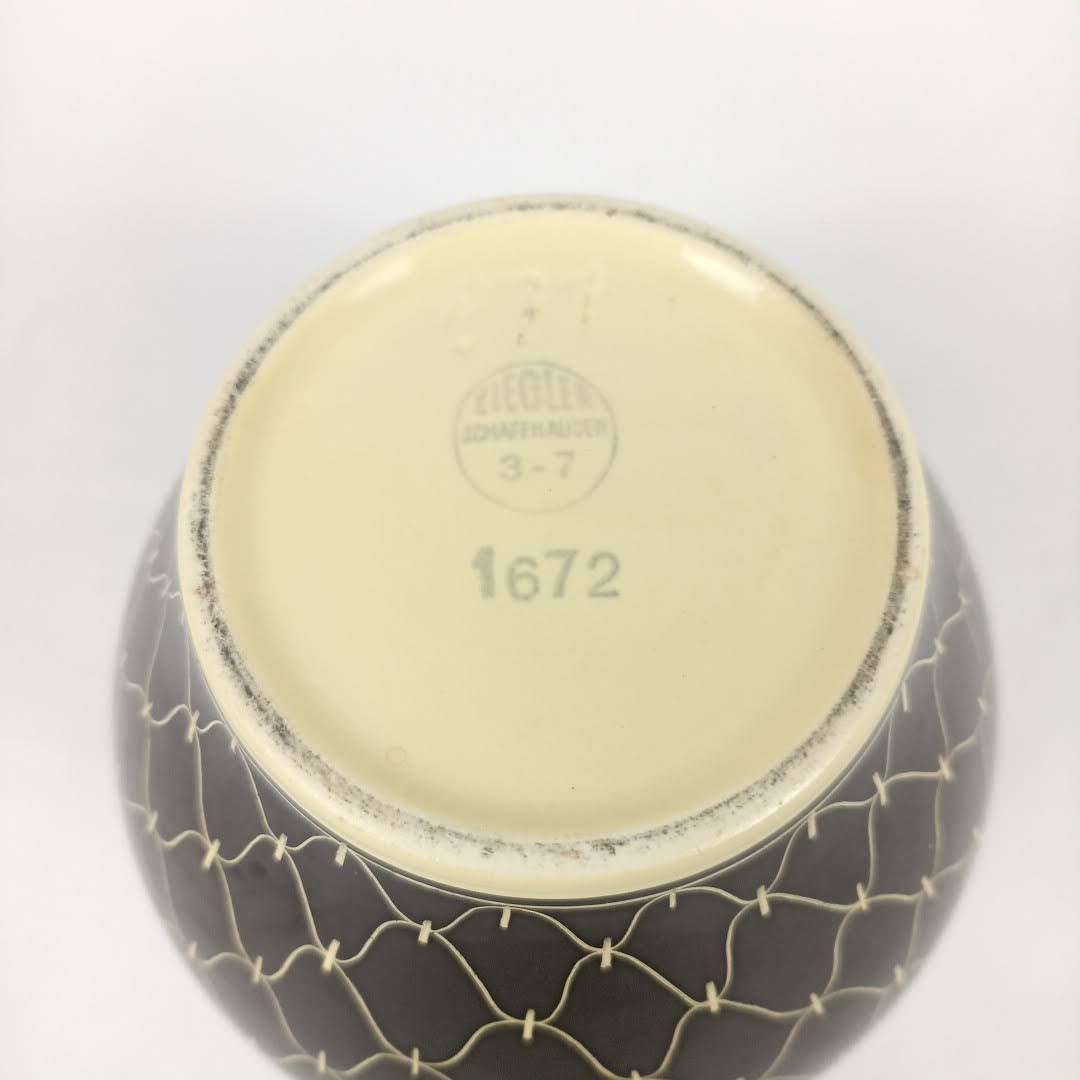 ZIEGLER
SCHAFFHAUSEN
3-7
1672